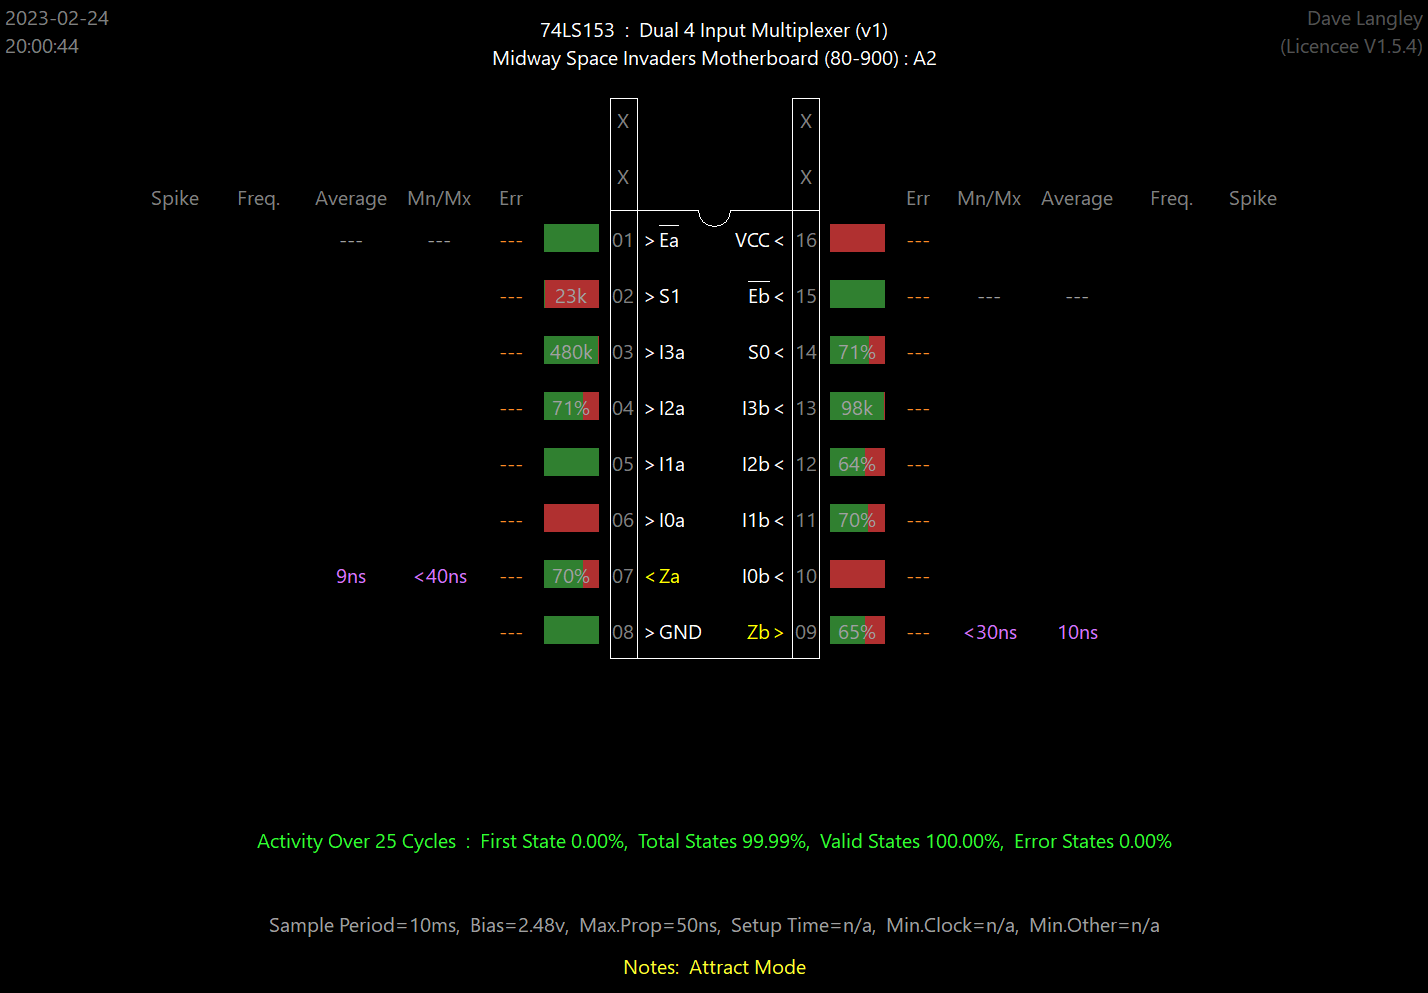 2023-02-24
20:00:44
74LS153 : Dual 4 Input Multiplexer (v1)
Midway Space Invaders Motherboard (80-900) : A2
Dave Langley
(Licencee V1.5.4)
X X
X X
Spike Freq. Average Mn/Mx Err Err Mn/Mx Average Freq. Spike
--- --- --- 01 > Ea VCC < 16 ---
--- 23k 02 > S1 Eb < 15 --- --- ---
--- 480k 03 > I3a S0 < 14 71% ---
--- 71% 04 > I2a I3b < 13 98k ---
--- 05 > I1a I2b < 12 64% ---
--- 06 > I0a I1b < 11 70% ---
9ns <40ns --- 70% 07 < Za I0b < 10 ---
--- 08 > GND Zb > 09 65% --- <30ns 10ns
Activity Over 25 Cycles : First State 0.00%, Total States 99.99%, Valid States 100.00%, Error States 0.00%
Sample Period=10ms, Bias=2.48v, Max.Prop=50ns, Setup Time=n/a, Min.Clock=n/a, Min.Other=n/a
Notes: Attract Mode